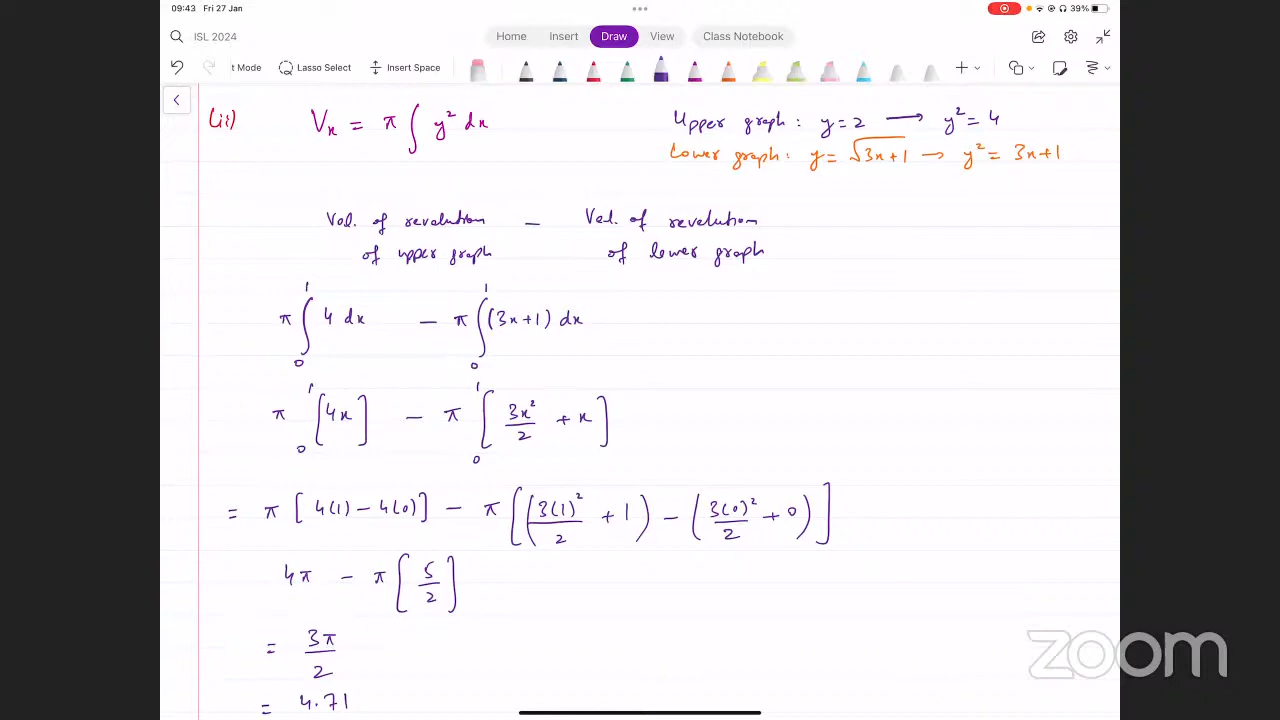 09:43 Fri 27 Jan
39%
ISL 2024
Home Insert Draw View Class Notebook
t Mode Lasso Select Insert Space
(ii) Vx = π ∫ y² dx
Upper graph: y=2 → y² = 4
Lower graph: y = √3x+1 → y² = 3x+1
Vol. of revolution of upper graph — Vol. of revolution of lower graph
π ∫₀¹ 4 dx — π ∫₀¹ (3x+1) dx
π ₀¹[4x] — π ₀¹[3x²/2 + x]
= π [4(1) – 4(0)] – π [(3(1)²/2 + 1) – (3(0)²/2 + 0)]
4π – π [5/2]
= 3π/2
= 4.71
zoom